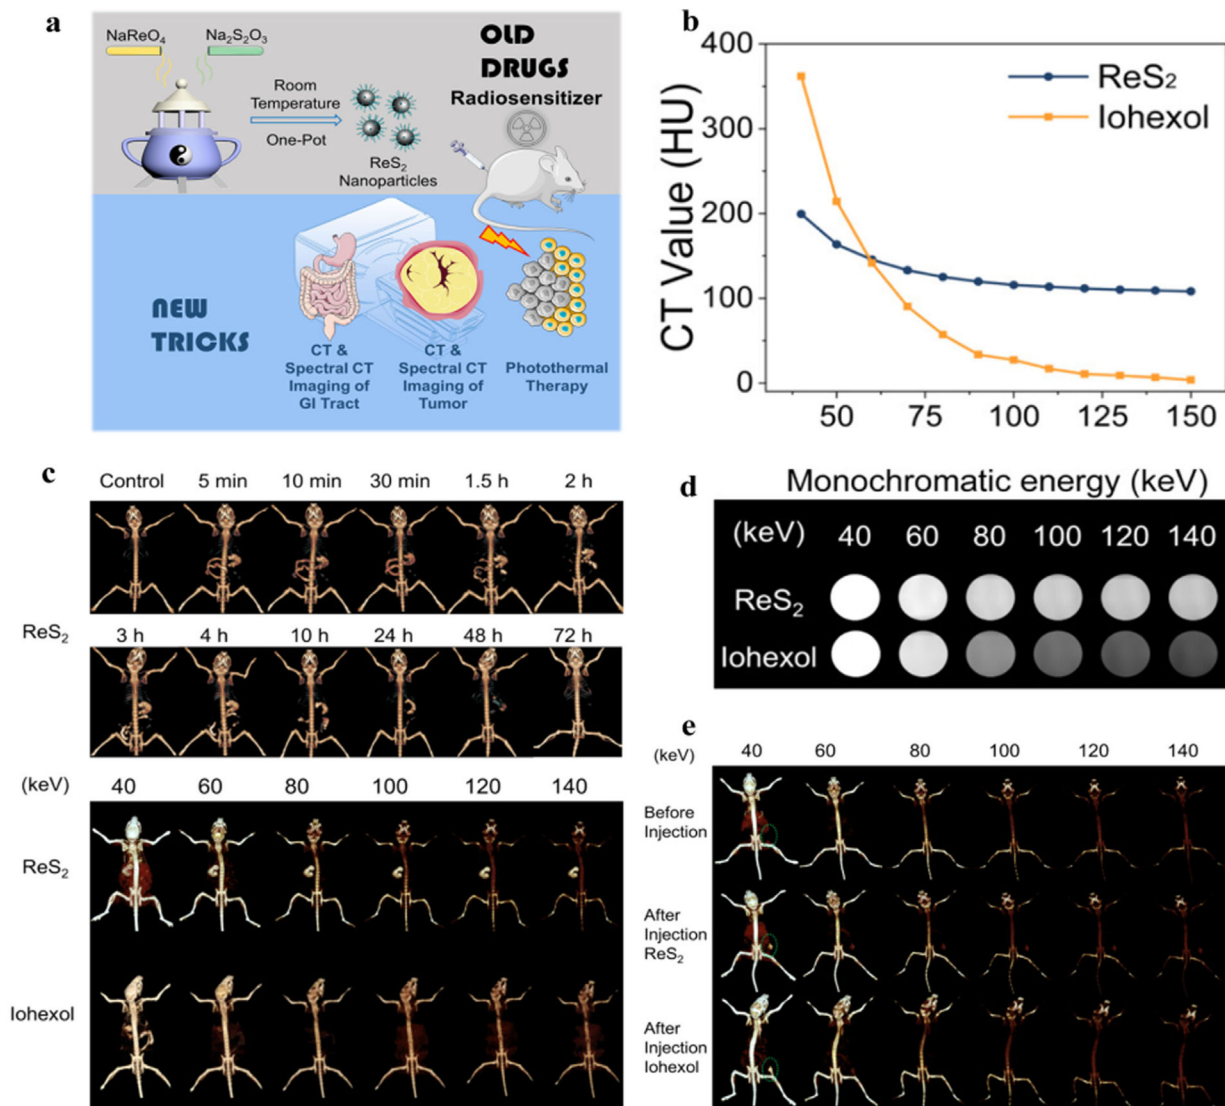 a
NaReO₄
Na₂S₂O₃
Room
Temperature
One-Pot
ReS₂
Nanoparticles
OLD
DRUGS
Radiosensitizer
NEW
TRICKS
CT &
Spectral CT
Imaging of
GI Tract
CT &
Spectral CT
Imaging of
Tumor
Photothermal
Therapy
b
CT Value (HU)
400
300
200
100
0
ReS₂
Iohexol
50 75 100 125 150
Monochromatic energy (keV)
c
Control 5 min 10 min 30 min 1.5 h 2 h
ReS₂
3 h 4 h 10 h 24 h 48 h 72 h
(keV) 40 60 80 100 120 140
ReS₂
Iohexol
d
(keV) 40 60 80 100 120 140
ReS₂
Iohexol
e
(keV) 40 60 80 100 120 140
Before
Injection
After
Injection
ReS₂
After
Injection
Iohexol